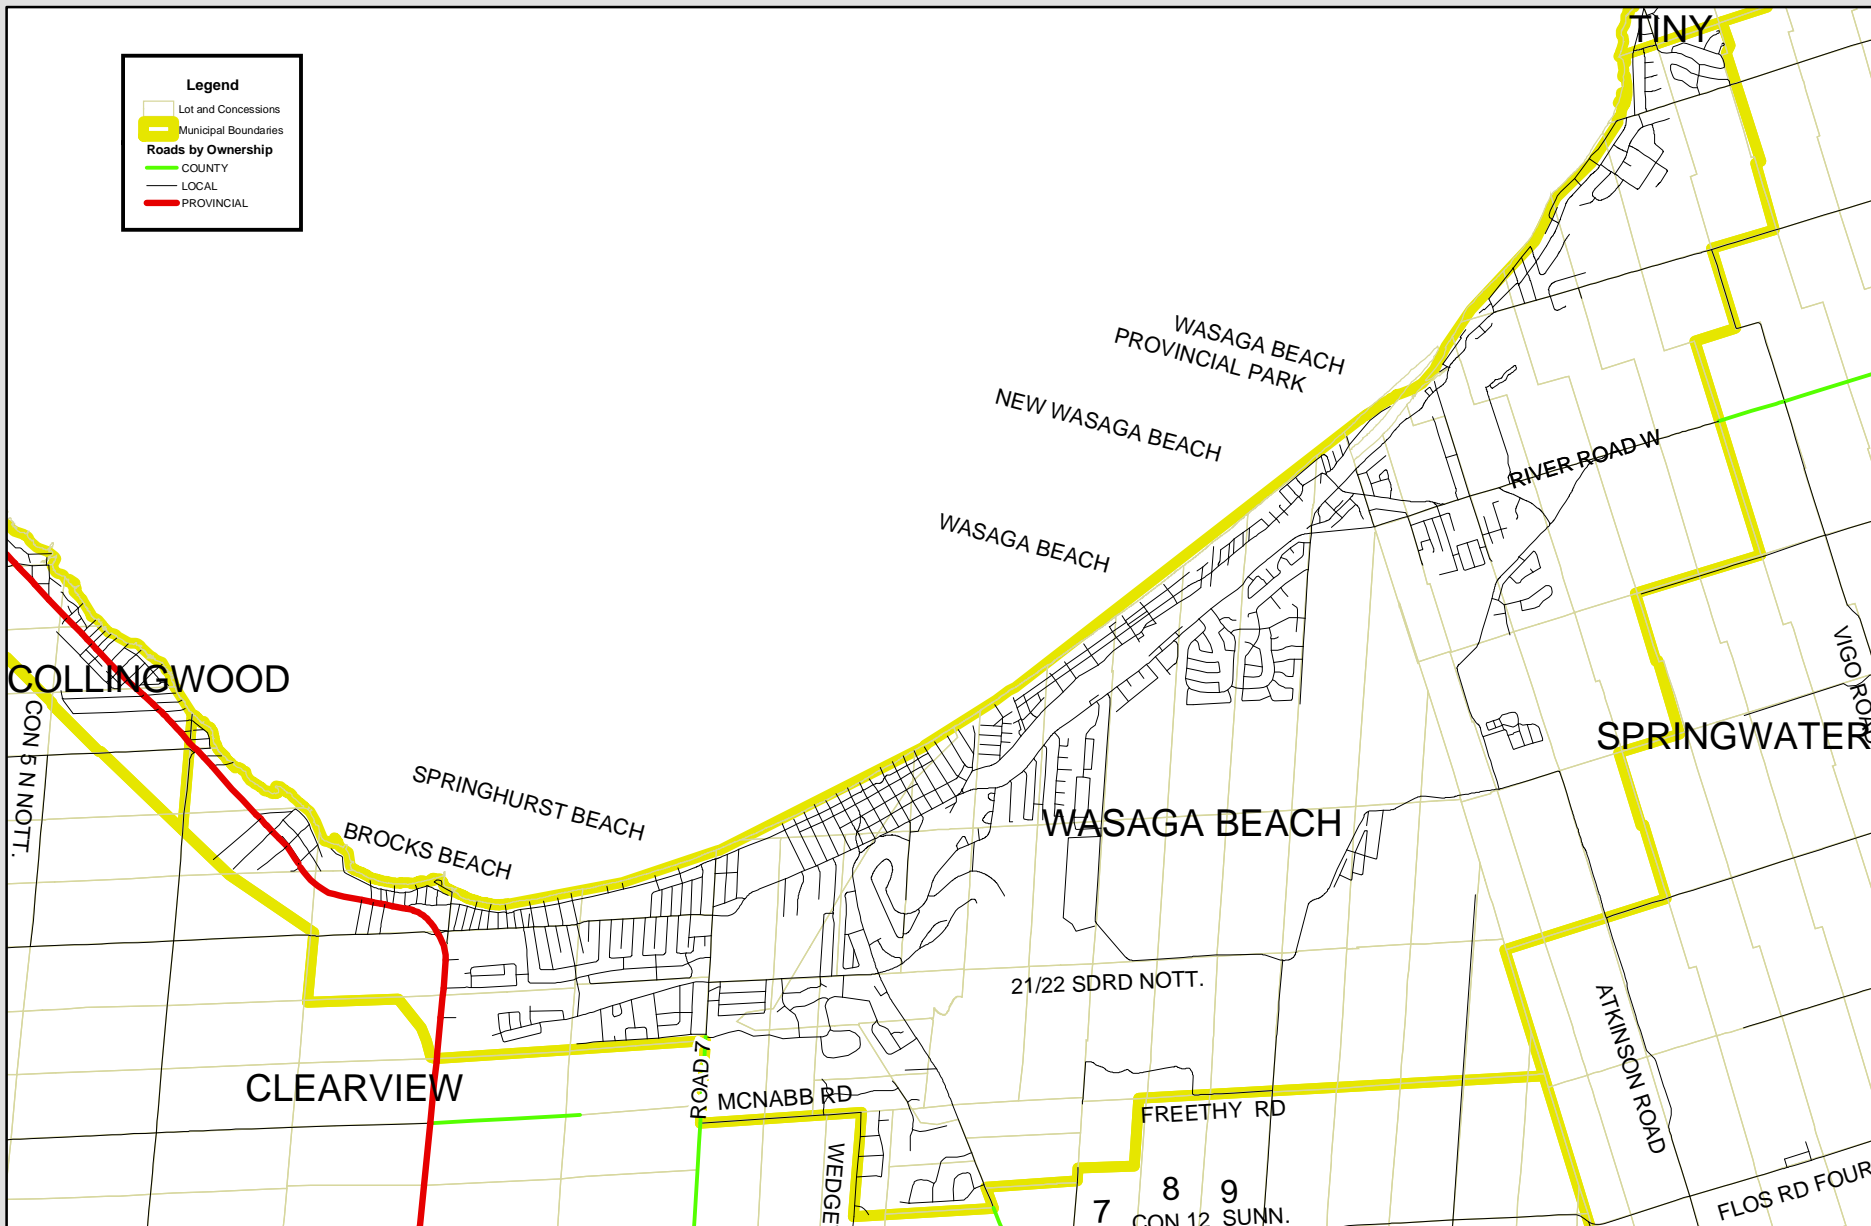 TINY
Legend
Lot and Concessions
Municipal Boundaries
Roads by Ownership
COUNTY
LOCAL
PROVINCIAL
WASAGA BEACH
PROVINCIAL PARK
NEW WASAGA BEACH
RIVER ROAD W
WASAGA BEACH
COLLINGWOOD
CON 5 N NOTT.
SPRINGHURST BEACH
BROCKS BEACH
WASAGA BEACH
SPRINGWATER
VIGO ROAD
21/22 SDRD NOTT.
ATKINSON ROAD
CLEARVIEW
ROAD 7
MCNABB RD
FREETHY RD
WEDGE
7
8
9
CON 12 SUNN.
FLOS RD FOUR